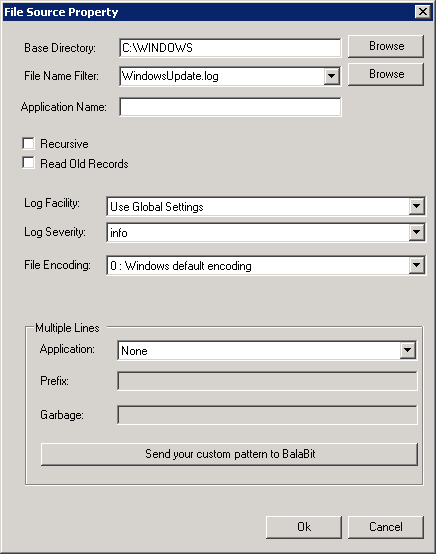 File Source Property
Base Directory: C:\WINDOWS Browse
File Name Filter: WindowsUpdate.log Browse
Application Name:
Recursive
Read Old Records
Log Facility: Use Global Settings
Log Severity: info
File Encoding: 0 : Windows default encoding
Multiple Lines
Application: None
Prefix:
Garbage:
Send your custom pattern to BalaBit
Ok Cancel